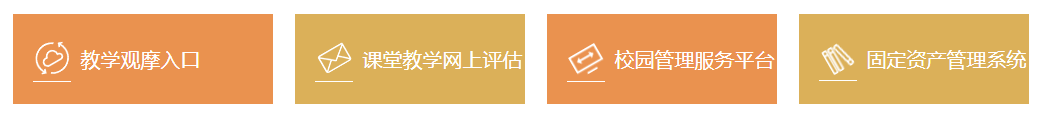 教学观摩入口
课堂教学网上评估
校园管理服务平台
固定资产管理系统